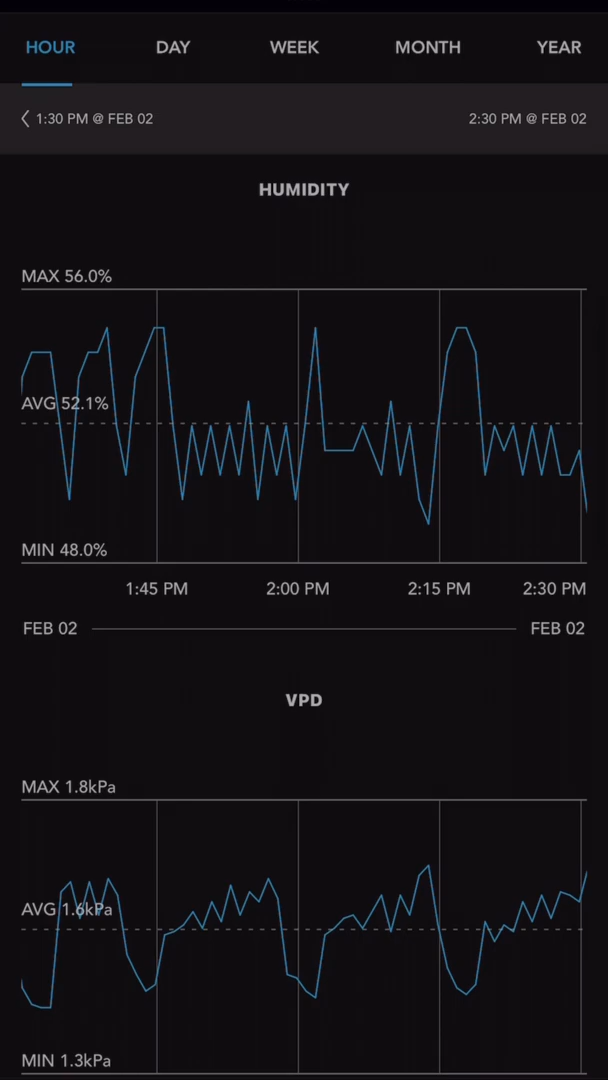 HOUR DAY WEEK MONTH YEAR
1:30 PM @ FEB 02 2:30 PM @ FEB 02
HUMIDITY
MAX 56.0%
AVG 52.1%
MIN 48.0%
1:45 PM 2:00 PM 2:15 PM 2:30 PM
FEB 02 FEB 02
VPD
MAX 1.8kPa
AVG 1.6kPa
MIN 1.3kPa